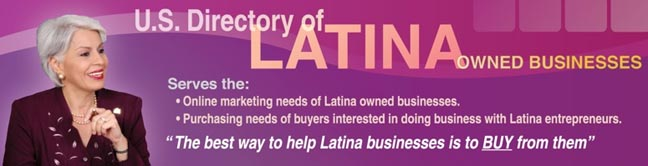 U.S. Directory of
LATINA
OWNED BUSINESSES
Serves the:
• Online marketing needs of Latina owned businesses.
• Purchasing needs of buyers interested in doing business with Latina entrepreneurs.
“The best way to help Latina businesses is to BUY from them”